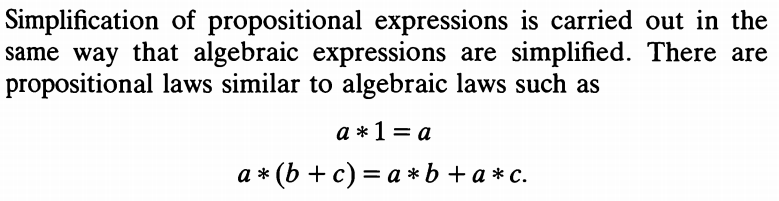 Simplification of propositional expressions is carried out in the
same way that algebraic expressions are simplified. There are
propositional laws similar to algebraic laws such as
a * 1 = a
a * (b + c) = a * b + a * c.